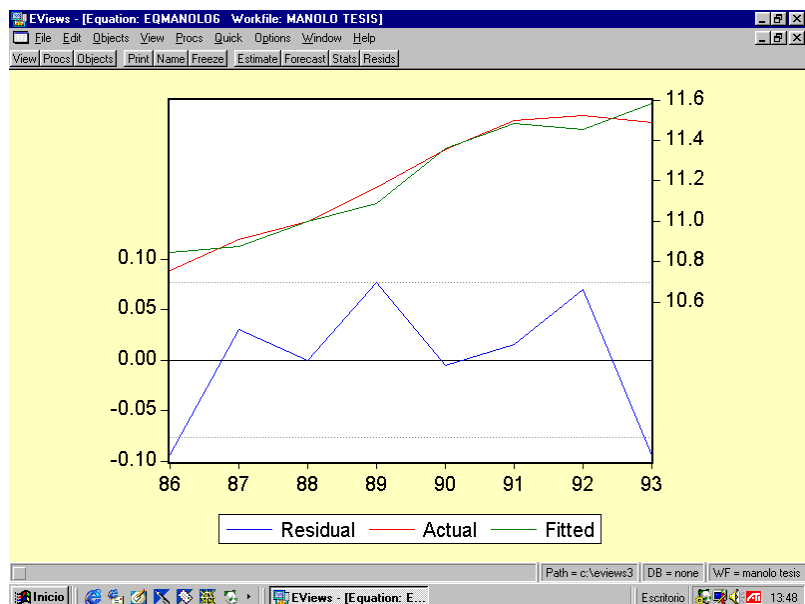 EViews - [Equation: EQMANOLO6 Workfile: MANOLO TESIS]
File Edit Objects View Procs Quick Options Window Help
View Procs Objects Print Name Freeze Estimate Forecast Stats Resids
11.6
11.4
11.2
11.0
10.8
10.6
0.10
0.05
0.00
-0.05
-0.10
86 87 88 89 90 91 92 93
Residual Actual Fitted
Path = c:\eviews3 DB = none WF = manolo tesis
Inicio EViews - [Equation: E... Escritorio ATI 13:48